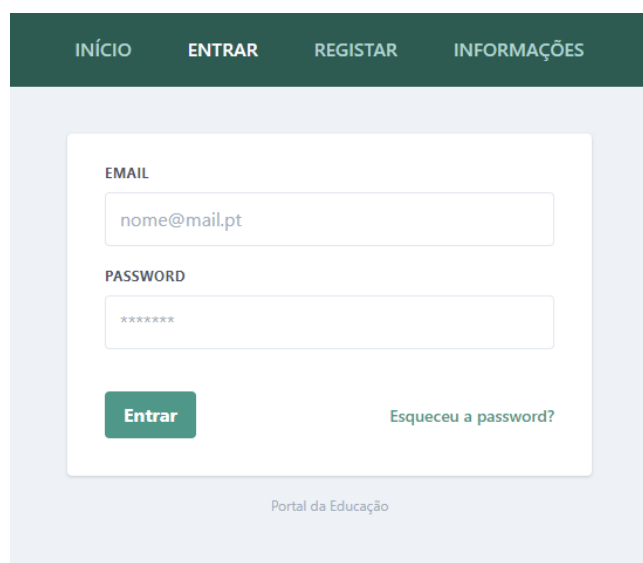 INÍCIO ENTRAR REGISTAR INFORMAÇÕES
EMAIL
nome@mail.pt
PASSWORD
*******
Entrar Esqueceu a password?
Portal da Educação